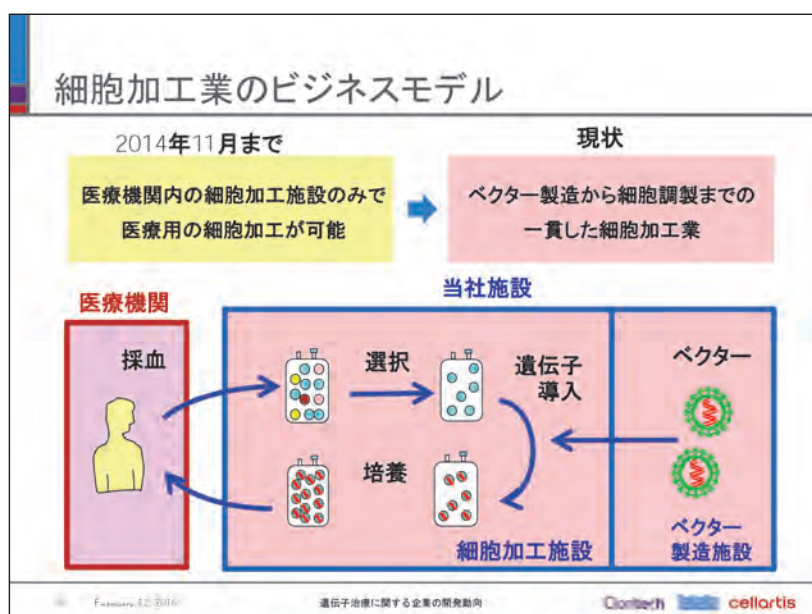 細胞加工業のビジネスモデル
2014年11月まで
現状
医療機関内の細胞加工施設のみで
医療用の細胞加工が可能
ベクター製造から細胞調製までの
一貫した細胞加工業
医療機関
当社施設
採血
選択
遺伝子
導入
ベクター
培養
細胞加工施設
ベクター
製造施設
遺伝子治療に関する企業の開発動向
Clontech
cellartis